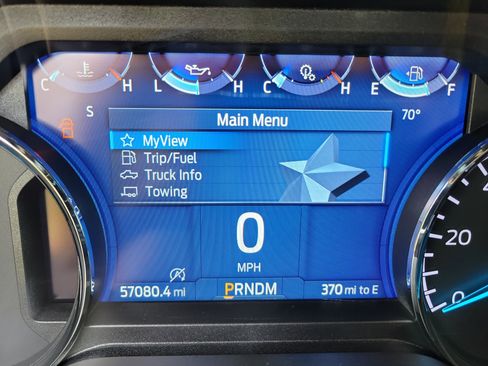 C H L H C H E F
S
70°
Main Menu
MyView
Trip/Fuel
Truck Info
Towing
0
MPH
57080.4 mi
PRNDM
370 mi to E
20
0